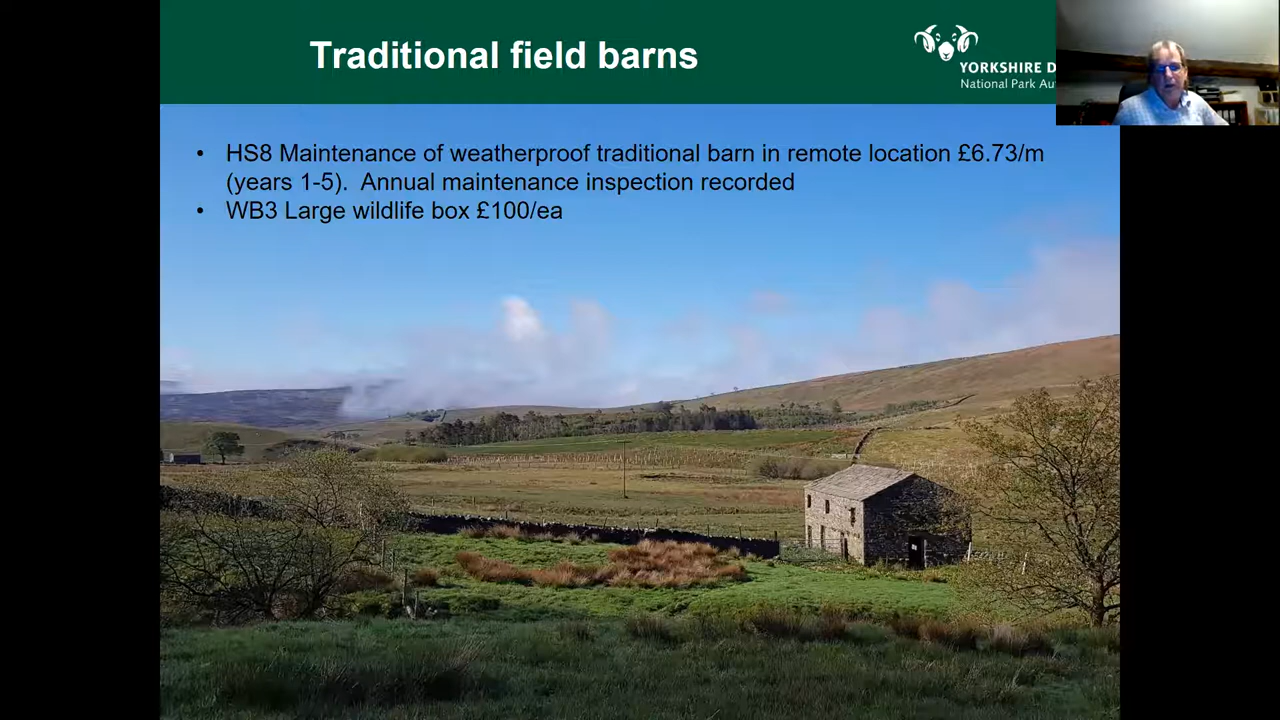 Traditional field barns
YORKSHIRE D
National Park Au
• HS8 Maintenance of weatherproof traditional barn in remote location £6.73/m
(years 1-5). Annual maintenance inspection recorded
• WB3 Large wildlife box £100/ea